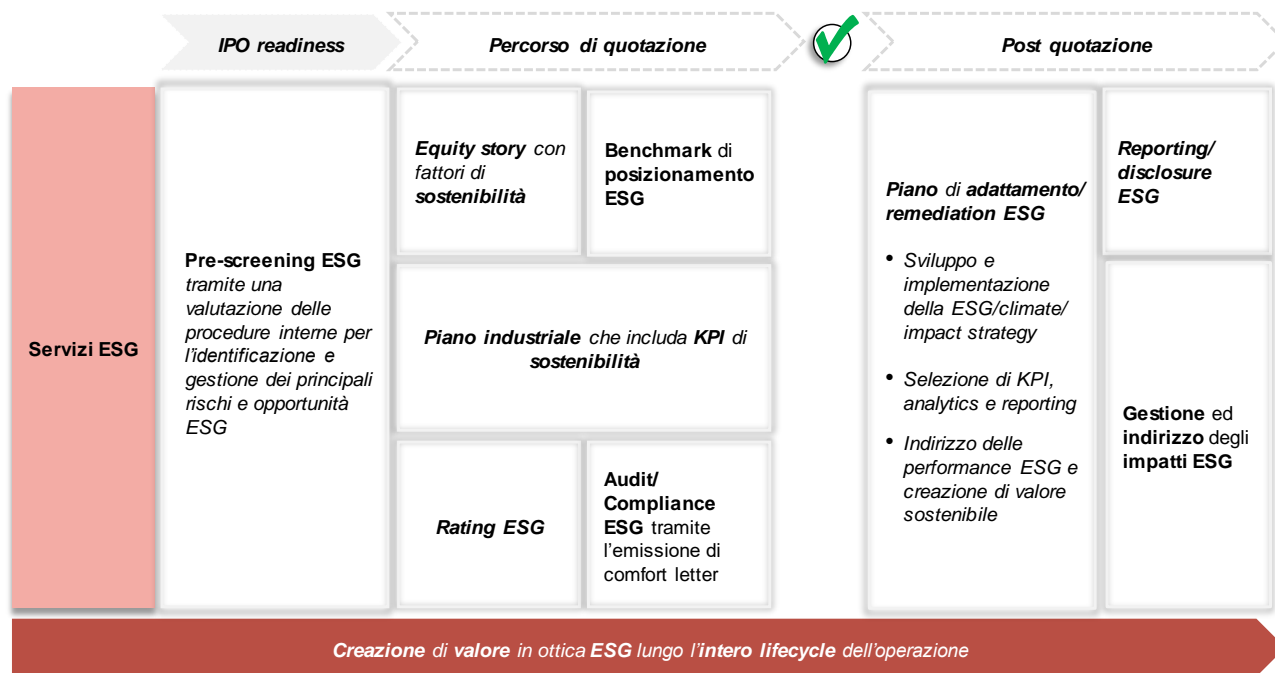 IPO readiness
Percorso di quotazione
Post quotazione
Servizi ESG
Pre-screening ESG
tramite una
valutazione delle
procedure interne per
l'identificazione e
gestione dei principali
rischi e opportunità
ESG
Equity story con
fattori di
sostenibilità
Benchmark di
posizionamento
ESG
Piano industriale che includa KPI di
sostenibilità
Rating ESG
Audit/
Compliance
ESG tramite
l'emissione di
comfort letter
Piano di adattamento/
remediation ESG
• Sviluppo e
implementazione
della ESG/climate/
impact strategy
• Selezione di KPI,
analytics e reporting
• Indirizzo delle
performance ESG e
creazione di valore
sostenibile
Reporting/
disclosure
ESG
Gestione ed
indirizzo degli
impatti ESG
Creazione di valore in ottica ESG lungo l'intero lifecycle dell'operazione